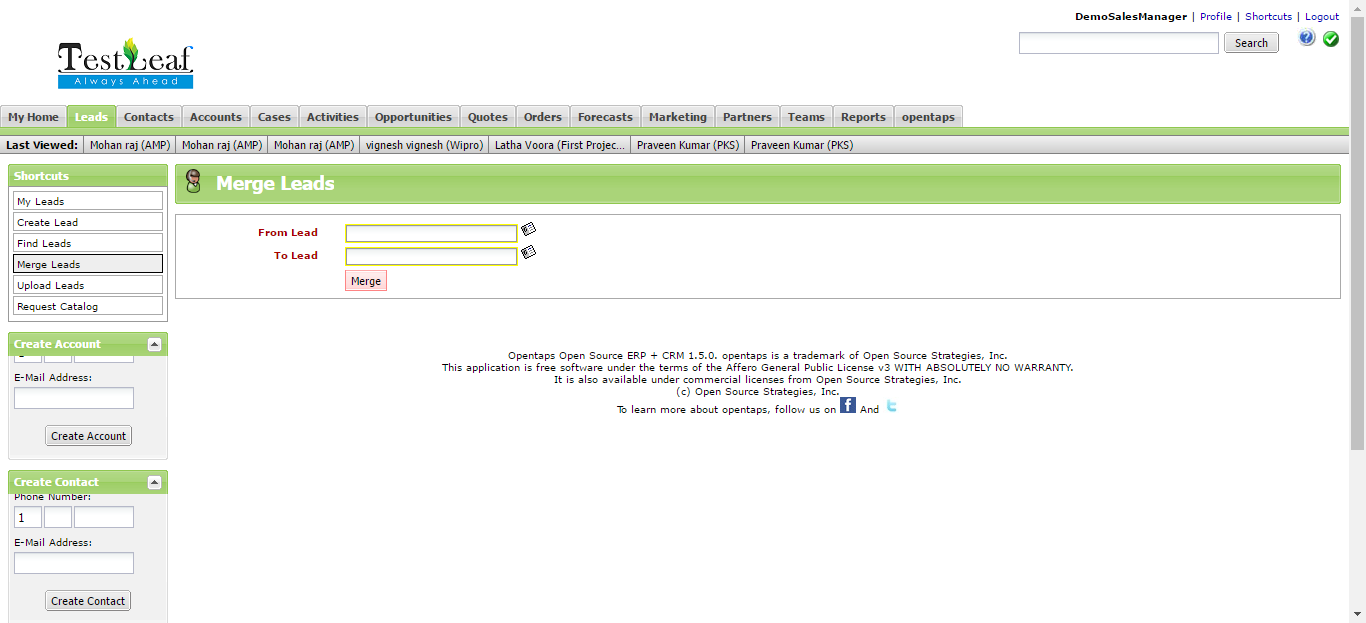 DemoSalesManager | Profile | Shortcuts | Logout
Search
TestLeaf
Always Ahead
My Home Leads Contacts Accounts Cases Activities Opportunities Quotes Orders Forecasts Marketing Partners Teams Reports opentaps
Last Viewed: Mohan raj (AMP) Mohan raj (AMP) Mohan raj (AMP) vignesh vignesh (Wipro) Latha Voora (First Projec... Praveen Kumar (PKS) Praveen Kumar (PKS)
Shortcuts
My Leads
Create Lead
Find Leads
Merge Leads
Upload Leads
Request Catalog
Merge Leads
From Lead
To Lead
Merge
Create Account
E-Mail Address:
Create Account
Create Contact
Phone Number:
1
E-Mail Address:
Create Contact
Opentaps Open Source ERP + CRM 1.5.0. opentaps is a trademark of Open Source Strategies, Inc.
This application is free software under the terms of the Affero General Public License v3 WITH ABSOLUTELY NO WARRANTY.
It is also available under commercial licenses from Open Source Strategies, Inc.
(c) Open Source Strategies, Inc.
To learn more about opentaps, follow us on f And t